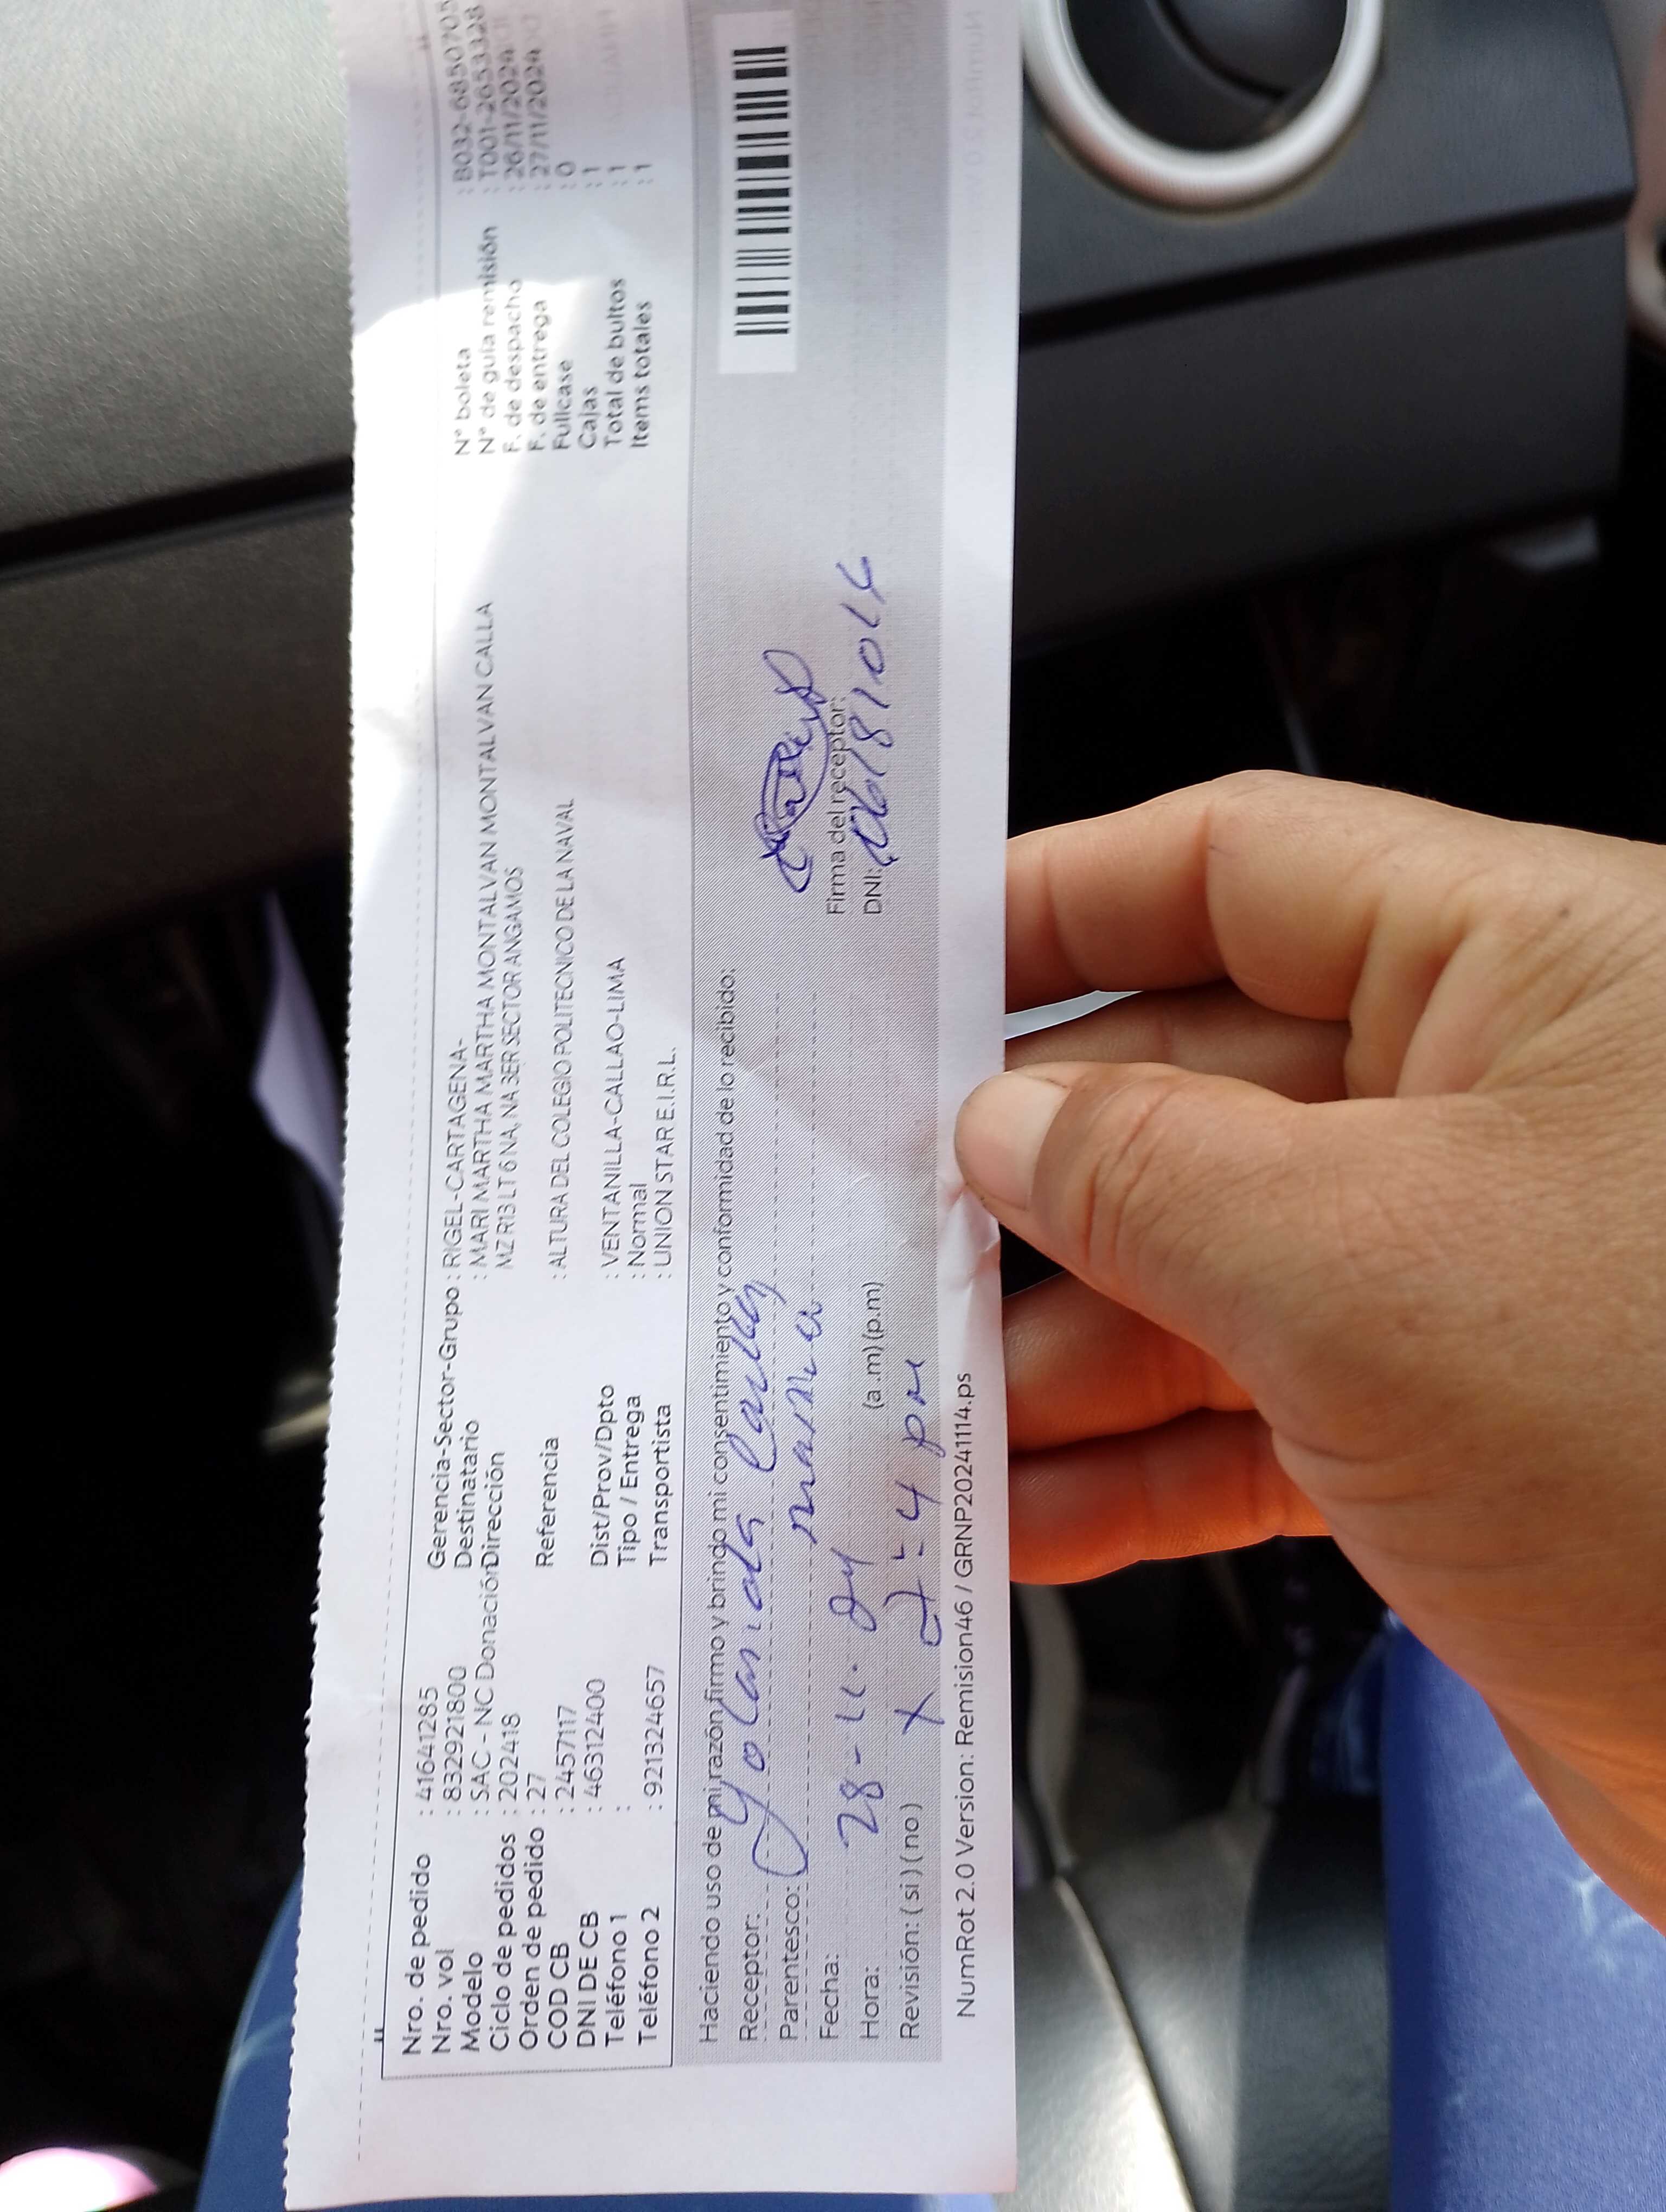 Nro. de pedido : 41641285
Nro. vol : 832921800
Modelo : SAC - NC Donación
Ciclo de pedidos : 202418
Orden de pedido : 27
COD CB : 2457117
DNI DE CB : 46312400
Teléfono 1 :
Teléfono 2 : 921324657
Gerencia-Sector-Grupo : RIGEL-CARTAGENA-
Destinatario : MARI MARTHA MARTHA MONTALVAN MONTALVAN CALLA
Dirección MZ R13 LT 6 NA, NA 3ER SECTOR ANGAMOS
Referencia : ALTURA DEL COLEGIO POLITECNICO DE LA NAVAL
Dist/Prov/Dpto : VENTANILLA-CALLAO-LIMA
Tipo / Entrega : Normal
Transportista : UNION STAR E.I.R.L.
N° boleta : B032-6850705
N° de guía remisión : T001-26533328
F. de despacho : 26/11/2024
F. de entrega : 27/11/2024
Fullcase : 0
Cajas : 1
Total de bultos : 1
Items totales : 1
Haciendo uso de mi razón, firmo y brindo mi consentimiento y conformidad de lo recibido:
Receptor: Yolanda
Parentesco: mama
Fecha: 28-11-24
Hora: (a.m) (p.m)
4 pm
Revisión: ( si ) ( no ) X
Firma del receptor:
DNI:
NumRot 2.0 Version: Remision46 / GRNP20241114.ps